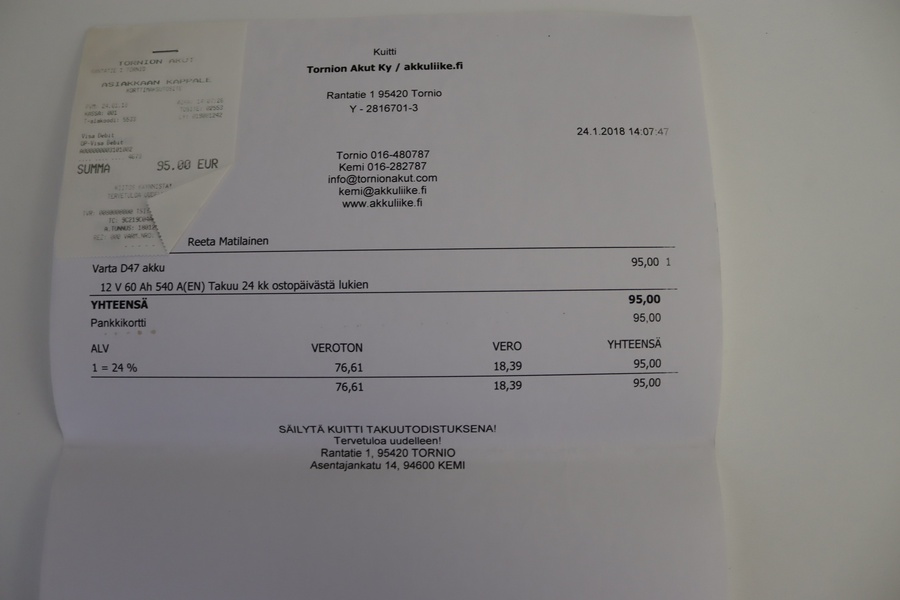 TORNION AKUT
ASIAKKAAN KAPPALE
Visa Debit
SUMMA 95.00 EUR
Kuitti
Tornion Akut Ky / akkuliike.fi
Rantatie 1 95420 Tornio
Y - 2816701-3
24.1.2018 14:07:47
Tornio 016-480787
Kemi 016-282787
info@tornionakut.com
kemi@akkuliike.fi
www.akkuliike.fi
Reeta Matilainen
Varta D47 akku 95,00 1
12 V 60 Ah 540 A(EN) Takuu 24 kk ostopäivästä lukien
YHTEENSÄ 95,00
Pankkikortti 95,00
ALV VEROTON VERO YHTEENSÄ
1 = 24 % 76,61 18,39 95,00
76,61 18,39 95,00
SÄILYTÄ KUITTI TAKUUTODISTUKSENA!
Tervetuloa uudelleen!
Rantatie 1, 95420 TORNIO
Asentajankatu 14, 94600 KEMI